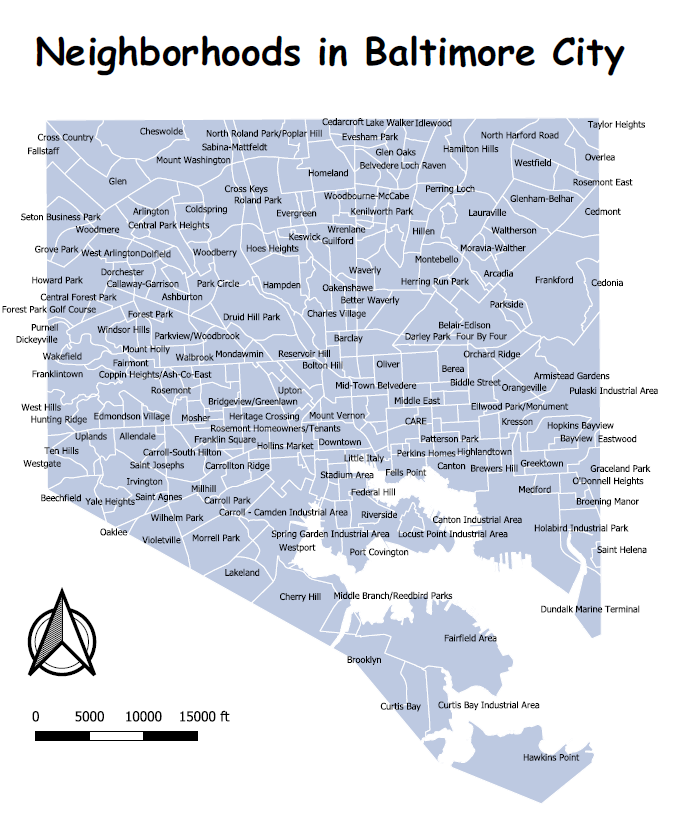 Neighborhoods in Baltimore City
Cedarcroft Lake Walker Idlewood
Taylor Heights
Cross Country
Cheswolde
North Roland Park/Poplar Hill
Evesham Park
North Harford Road
Fallstaff
Sabina-Mattfeldt
Glen Oaks
Hamilton Hills
Mount Washington
Belvedere Loch Raven
Westfield
Overlea
Glen
Homeland
Rosemont East
Cross Keys
Perring Loch
Roland Park
Woodbourne-McCabe
Glenham-Belhar
Seton Business Park
Arlington
Coldspring
Evergreen
Kenilworth Park
Lauraville
Cedmont
Woodmere
Central Park Heights
Wrenlane
Hillen
Waltherson
Keswick
Guilford
Grove Park
West Arlington
Dolfield
Woodberry
Hoes Heights
Moravia-Walther
Montebello
Dorchester
Waverly
Arcadia
Howard Park
Callaway-Garrison
Park Circle
Hampden
Oakenshawe
Herring Run Park
Frankford
Cedonia
Central Forest Park
Ashburton
Better Waverly
Parkside
Forest Park Golf Course
Forest Park
Druid Hill Park
Charles Village
Purnell
Windsor Hills
Belair-Edison
Dickeyville
Parkview/Woodbrook
Barclay
Darley Park
Four By Four
Wakefield
Mount Holly
Walbrook
Mondawmin
Reservoir Hill
Orchard Ridge
Fairmont
Bolton Hill
Oliver
Berea
Franklintown
Coppin Heights/Ash-Co-East
Armistead Gardens
Rosemont
Upton
Mid-Town Belvedere
Biddle Street
Orangeville
Pulaski Industrial Area
Bridgeview/Greenlawn
Middle East
West Hills
Ellwood Park/Monument
Hunting Ridge
Edmondson Village
Mosher
Heritage Crossing
Mount Vernon
CARE
Kresson
Hopkins Bayview
Rosemont Homeowners/Tenants
Uplands
Allendale
Franklin Square
Hollins Market
Downtown
Patterson Park
Bayview
Eastwood
Ten Hills
Carroll-South Hilton
Little Italy
Perkins Homes
Highlandtown
Westgate
Saint Josephs
Carrollton Ridge
Stadium Area
Fells Point
Canton
Brewers Hill
Greektown
Graceland Park
Irvington
O'Donnell Heights
Millhill
Federal Hill
Medford
Beechfield
Yale Heights
Saint Agnes
Carroll Park
Broening Manor
Wilhelm Park
Carroll - Camden Industrial Area
Riverside
Canton Industrial Area
Holabird Industrial Park
Oaklee
Violetville
Morrell Park
Spring Garden Industrial Area
Locust Point Industrial Area
Westport
Port Covington
Saint Helena
Lakeland
Cherry Hill
Middle Branch/Reedbird Parks
Dundalk Marine Terminal
Fairfield Area
Brooklyn
Curtis Bay
Curtis Bay Industrial Area
0 5000 10000 15000 ft
Hawkins Point